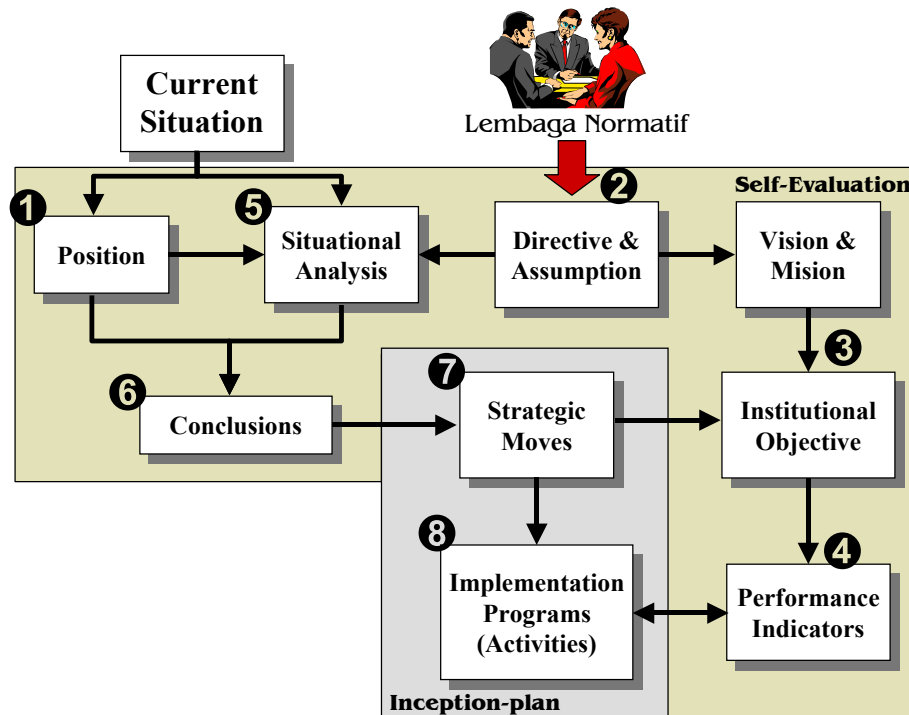 Current
Situation
Lembaga Normatif
Self-Evaluation
1
Position
5
Situational
Analysis
2
Directive &
Assumption
Vision &
Mision
3
Institutional
Objective
6
Conclusions
7
Strategic
Moves
8
Implementation
Programs
(Activities)
4
Performance
Indicators
Inception-plan